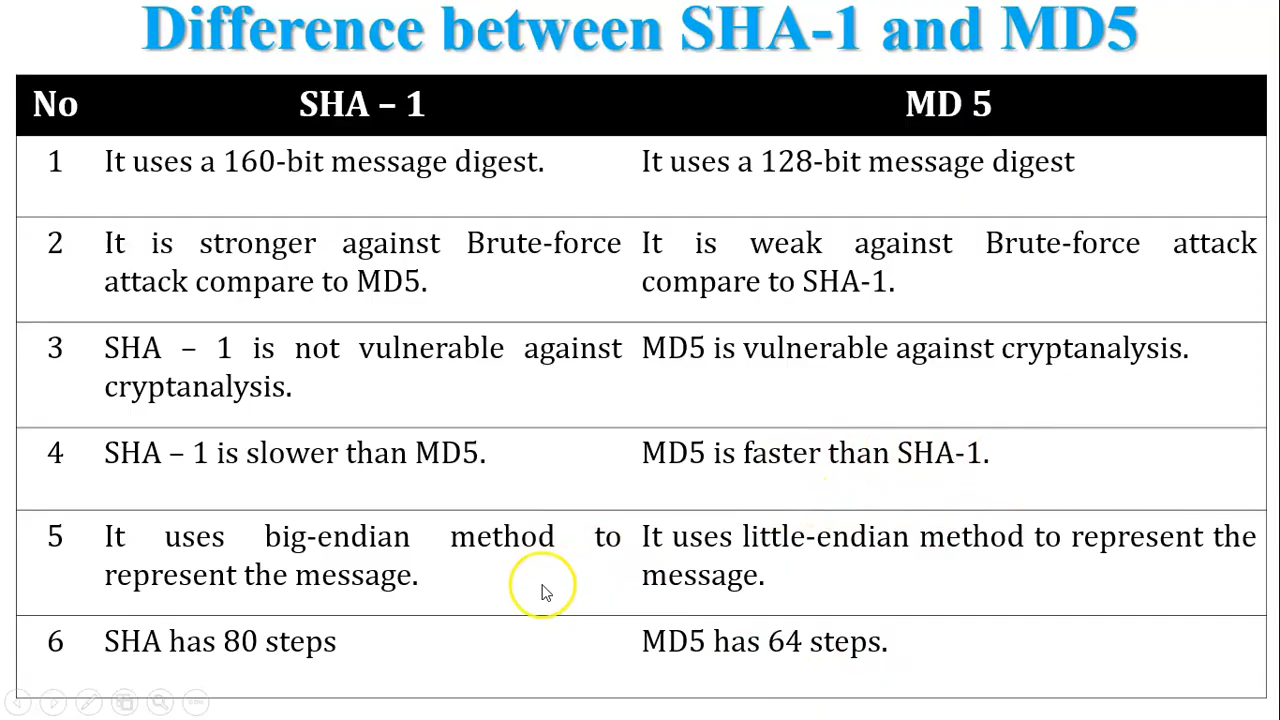 Difference between SHA-1 and MD5
No SHA – 1 MD 5
1 It uses a 160-bit message digest. It uses a 128-bit message digest
2 It is stronger against Brute-force It is weak against Brute-force attack
attack compare to MD5. compare to SHA-1.
3 SHA – 1 is not vulnerable against MD5 is vulnerable against cryptanalysis.
cryptanalysis.
4 SHA – 1 is slower than MD5. MD5 is faster than SHA-1.
5 It uses big-endian method to It uses little-endian method to represent the
represent the message. message.
6 SHA has 80 steps MD5 has 64 steps.